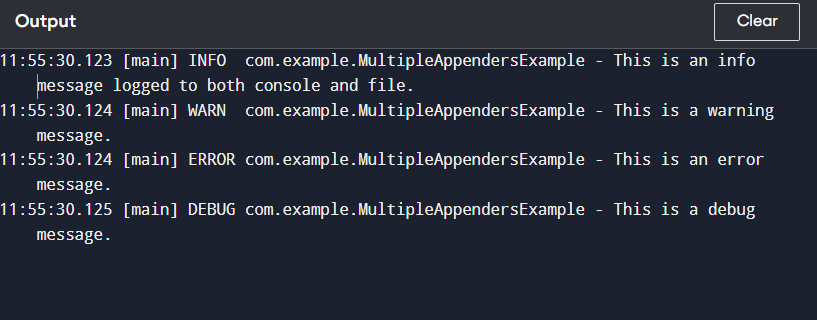 Output
Clear
11:55:30.123 [main] INFO  com.example.MultipleAppendersExample - This is an info
message logged to both console and file.
11:55:30.124 [main] WARN  com.example.MultipleAppendersExample - This is a warning
message.
11:55:30.124 [main] ERROR com.example.MultipleAppendersExample - This is an error
message.
11:55:30.125 [main] DEBUG com.example.MultipleAppendersExample - This is a debug
message.